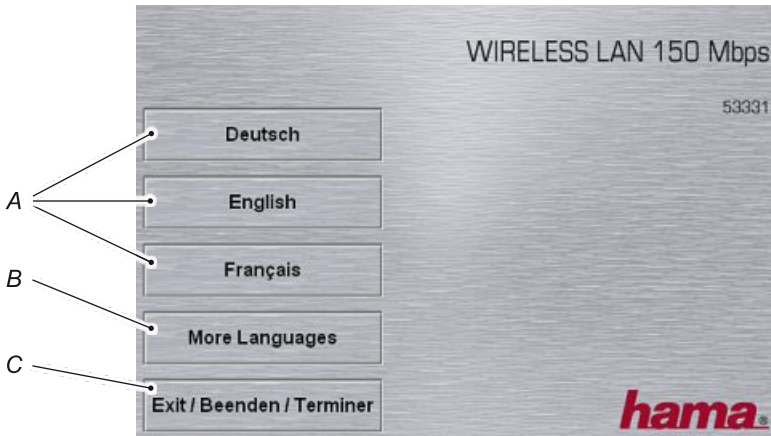 WIRELESS LAN 150 Mbps
53331
Deutsch
A
English
Français
B
More Languages
C
Exit / Beenden / Terminer
hama®